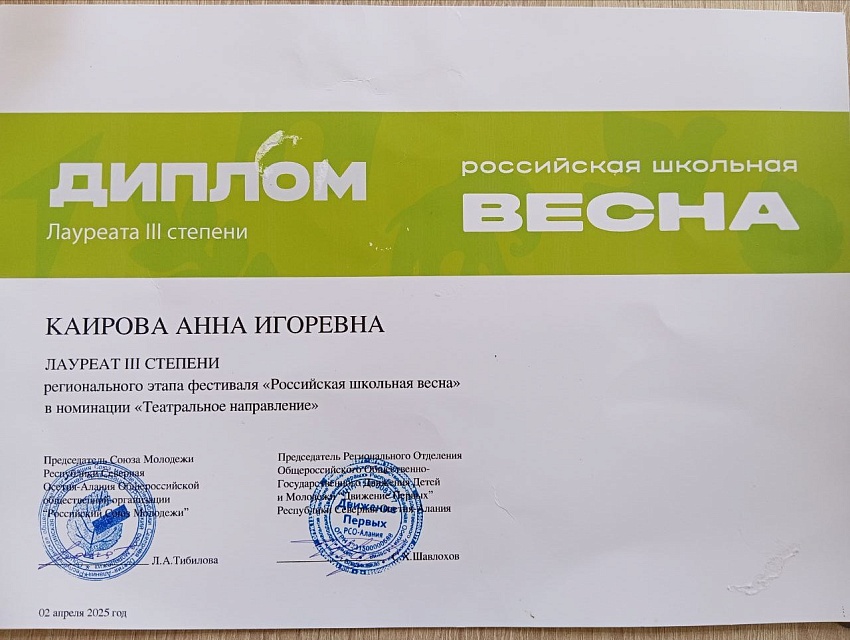 ДИПЛОМ
Лауреата III степени
российская школьная
ВЕСНА
КАИРОВА АННА ИГОРЕВНА
ЛАУРЕАТ III СТЕПЕНИ
регионального этапа фестиваля «Российская школьная весна»
в номинации «Театральное направление»
Председатель Союза Молодежи
Республики Северная
Осетия-Алания Общероссийской
общественной организации
"Российский Союз Молодежи"
Л.А.Тибилова
Председатель Регионального Отделения
Общероссийского Общественно-
Государственного Движения Детей
и Молодежи "Движение Первых"
Республики Северная Осетия-Алания
Движение
Первых
РСО-Алания
Шавлохов
02 апреля 2025 год